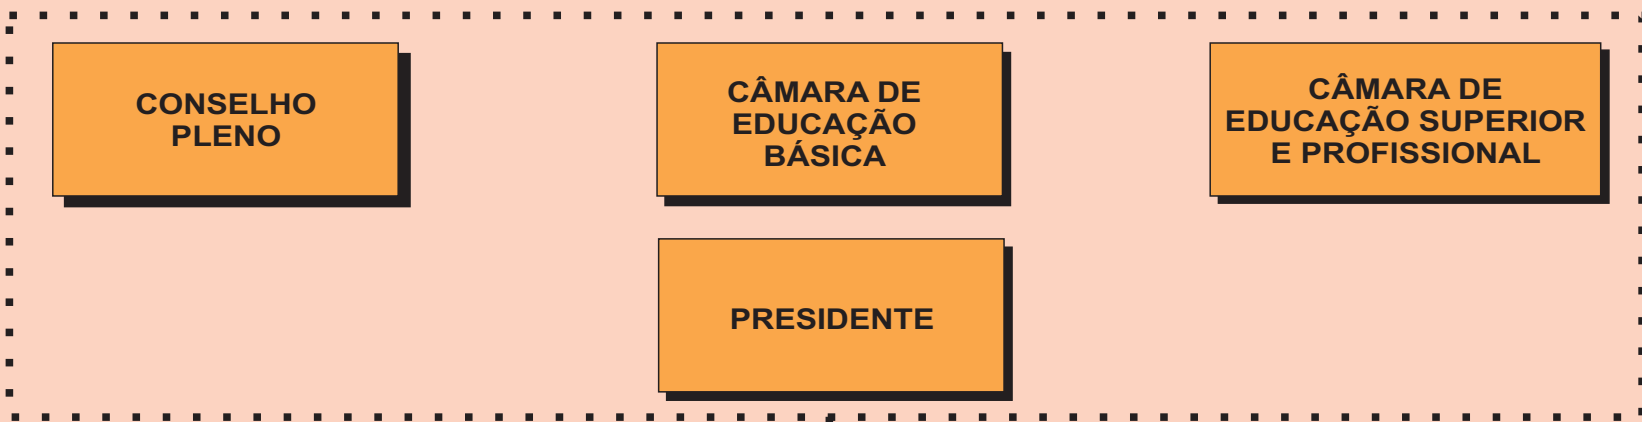 CONSELHO
PLENO
CÂMARA DE
EDUCAÇÃO
BÁSICA
CÂMARA DE
EDUCAÇÃO SUPERIOR
E PROFISSIONAL
PRESIDENTE